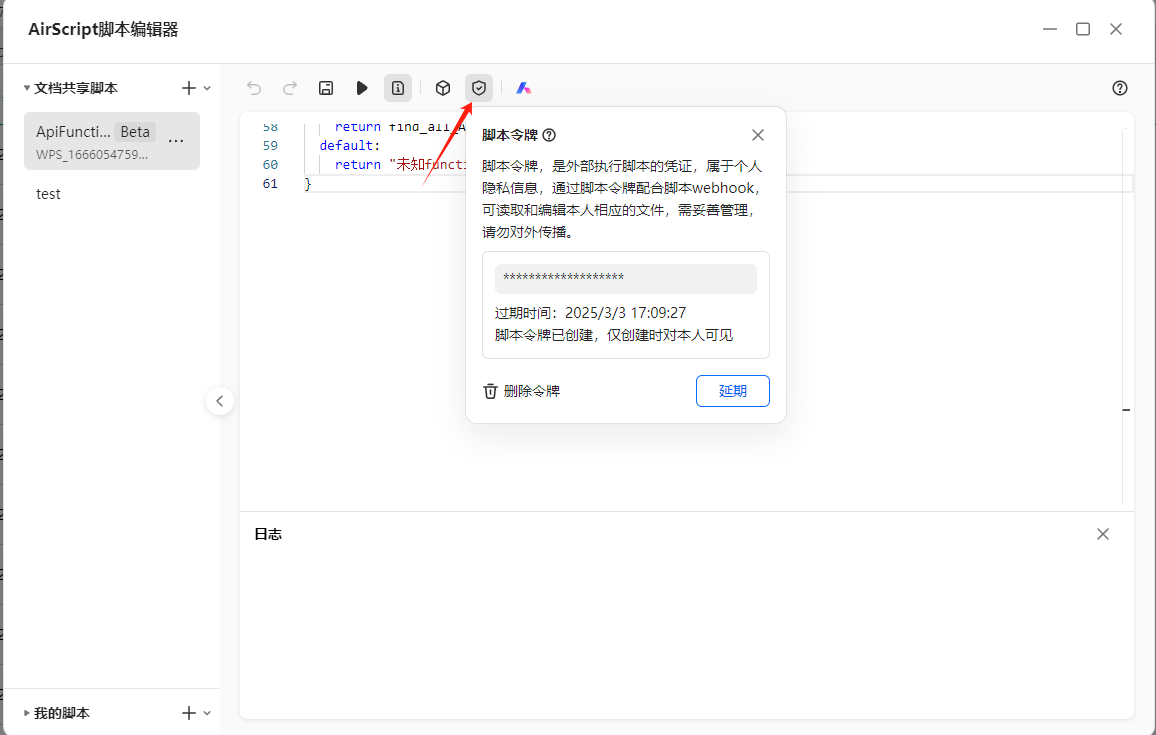 AirScript脚本编辑器
文档共享脚本
ApiFuncti... Beta
WPS_1666054759...
test
我的脚本
58 return find_all_A
59 default:
60 return "未知functi
61 }
脚本令牌
脚本令牌，是外部执行脚本的凭证，属于个人
隐私信息，通过脚本令牌配合脚本webhook，
可读取和编辑本人相应的文件，需妥善管理，
请勿对外传播。
*******************
过期时间：2025/3/3 17:09:27
脚本令牌已创建，仅创建时对本人可见
删除令牌
延期
日志